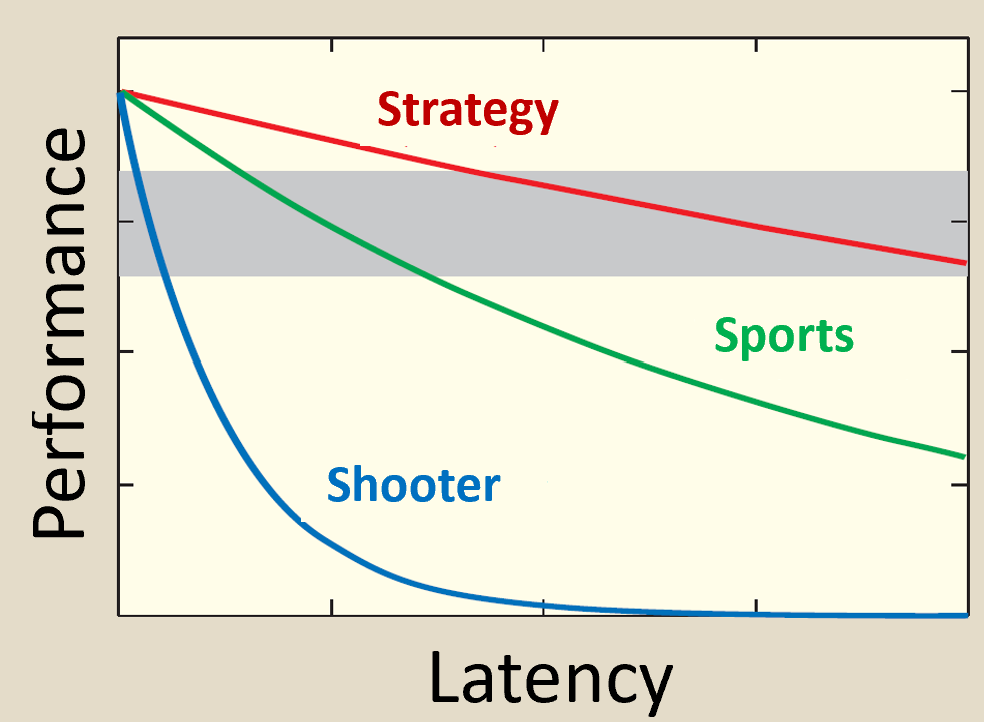 Strategy
Performance
Sports
Shooter
Latency